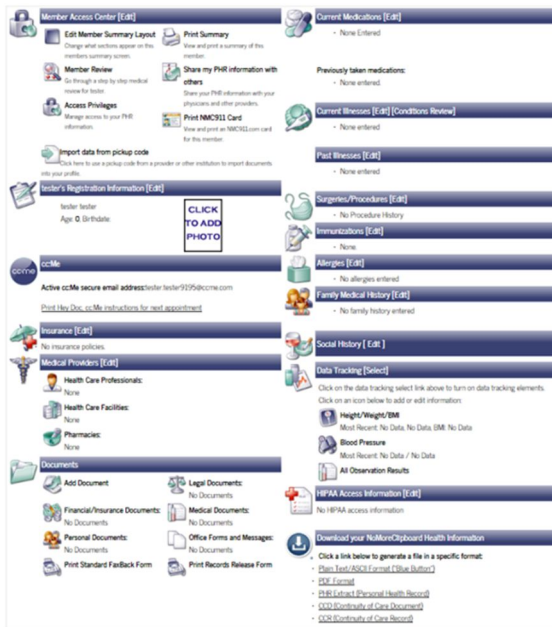 Member Access Center [Edit]
Edit Member Summary Layout
Change what sections appear on this
members summary screen.
Print Summary
View and print a summary of this
member.
Member Review
Go through a step by step medical
review for tester.
Share my PHR information with
others
Share your PHR information with your
physicians and other providers.
Access Privileges
Manage access to your PHR
information.
Print NMC911 Card
View and print an NMC911.com card
for this member.
Import data from pickup code
Click here to use a pickup code from a provider or other institution to import documents
into your profile.
tester's Registration Information [Edit]
tester tester
Age: 0, Birthdate
CLICK
TO ADD
PHOTO
cc:Me
cc:Me
Active cc:Me secure email address:tester.tester9195@ccme.com
Print Hey Doc, cc:Me instructions for next appointment
Insurance [Edit]
No insurance policies.
Medical Providers [Edit]
Health Care Professionals:
None
Health Care Facilities:
None
Pharmacies:
None
Documents
Add Document
Legal Documents:
No Documents
Financial/Insurance Documents:
No Documents
Medical Documents:
No Documents
Personal Documents:
No Documents
Office Forms and Messages:
No Documents
Print Standard FaxBack Form
Print Records Release Form
Current Medications [Edit]
· None Entered
Previously taken medications:
· None entered
Current Illnesses [Edit] [Conditions Review]
· None entered
Past Illnesses [Edit]
· None entered
Surgeries/Procedures [Edit]
· No Procedure History
Immunizations [Edit]
· None
Allergies [Edit]
· No allergies entered
Family Medical History [Edit]
· No family history entered
Social History [ Edit ]
Data Tracking [Select]
Click on the data tracking select link above to turn on data tracking elements.
Click on an icon below to add or edit information:
Height/Weight/BMI
Most Recent: No Data, No Data, BMI: No Data
Blood Pressure
Most Recent: No Data / No Data
All Observation Results
HIPAA Access Information [Edit]
No HIPAA access information
Download your NoMoreClipboard Health Information
Click a link below to generate a file in a specific format:
· Plain Text/ASCII Format ("Blue Button")
· PDF Format
· PHR Extract (Personal Health Record)
· CCD (Continuity of Care Document)
· CCR (Continuity of Care Record)